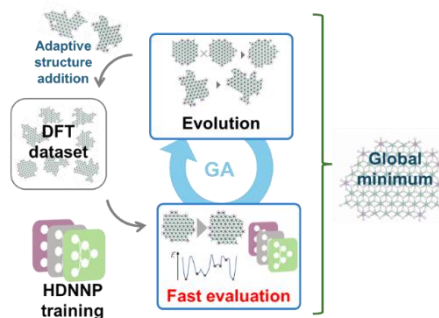 Adaptive
structure
addition
DFT
dataset
HDNNP
training
Evolution
GA
E
Fast evaluation
Global
minimum